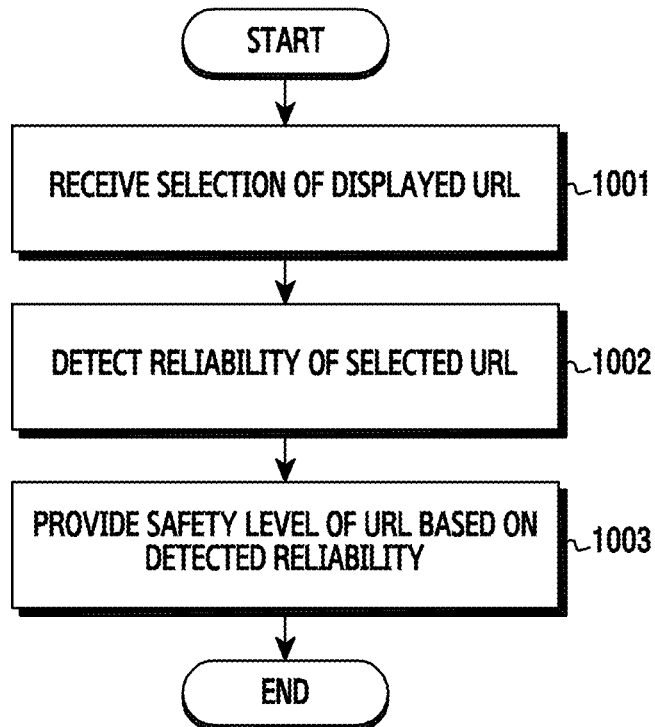 START
RECEIVE SELECTION OF DISPLAYED URL
1001
DETECT RELIABILITY OF SELECTED URL
1002
PROVIDE SAFETY LEVEL OF URL BASED ON
DETECTED RELIABILITY
1003
END